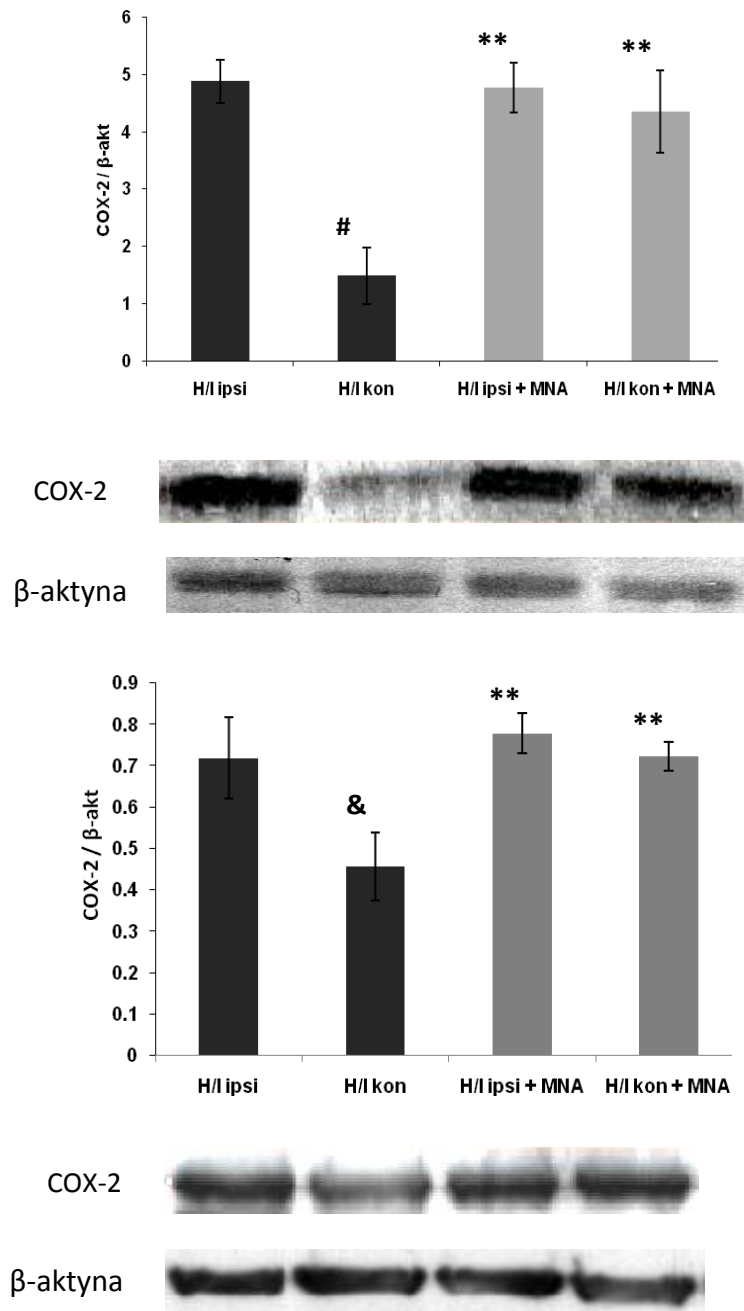 6
5
4
3
2
1
0
COX-2 / β-akt
#
**
**
H/I ipsi
H/I kon
H/I ipsi + MNA
H/I kon + MNA
COX-2
β-aktyna
0.9
0.8
0.7
0.6
0.5
0.4
0.3
0.2
0.1
0
COX-2 / β-akt
&
**
**
H/I ipsi
H/I kon
H/I ipsi + MNA
H/I kon + MNA
COX-2
β-aktyna